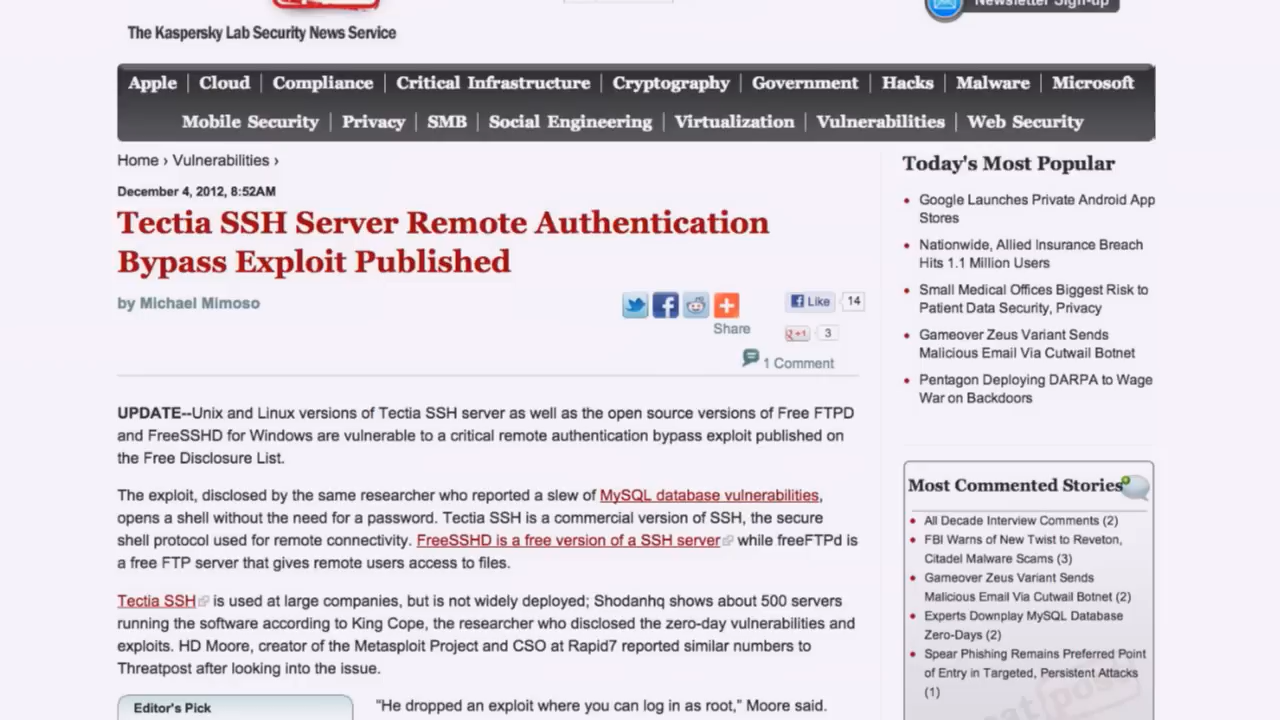 Newsletter Sign-up
The Kaspersky Lab Security News Service
Apple | Cloud | Compliance | Critical Infrastructure | Cryptography | Government | Hacks | Malware | Microsoft
Mobile Security | Privacy | SMB | Social Engineering | Virtualization | Vulnerabilities | Web Security
Home › Vulnerabilities ›
December 4, 2012, 8:52AM
Tectia SSH Server Remote Authentication
Bypass Exploit Published
by Michael Mimoso
Share
Like 14
+1 3
1 Comment
UPDATE--Unix and Linux versions of Tectia SSH server as well as the open source versions of Free FTPD
and FreeSSHD for Windows are vulnerable to a critical remote authentication bypass exploit published on
the Free Disclosure List.
The exploit, disclosed by the same researcher who reported a slew of MySQL database vulnerabilities,
opens a shell without the need for a password. Tectia SSH is a commercial version of SSH, the secure
shell protocol used for remote connectivity. FreeSSHD is a free version of a SSH server while freeFTPd is
a free FTP server that gives remote users access to files.
Tectia SSH is used at large companies, but is not widely deployed; Shodanhq shows about 500 servers
running the software according to King Cope, the researcher who disclosed the zero-day vulnerabilities and
exploits. HD Moore, creator of the Metasploit Project and CSO at Rapid7 reported similar numbers to
Threatpost after looking into the issue.
Editor's Pick
“He dropped an exploit where you can log in as root,” Moore said.
Today's Most Popular
Google Launches Private Android App
Stores
Nationwide, Allied Insurance Breach
Hits 1.1 Million Users
Small Medical Offices Biggest Risk to
Patient Data Security, Privacy
Gameover Zeus Variant Sends
Malicious Email Via Cutwail Botnet
Pentagon Deploying DARPA to Wage
War on Backdoors
Most Commented Stories
All Decade Interview Comments (2)
FBI Warns of New Twist to Reveton,
Citadel Malware Scams (3)
Gameover Zeus Variant Sends
Malicious Email Via Cutwail Botnet (2)
Experts Downplay MySQL Database
Zero-Days (2)
Spear Phishing Remains Preferred Point
of Entry in Targeted, Persistent Attacks
(1)